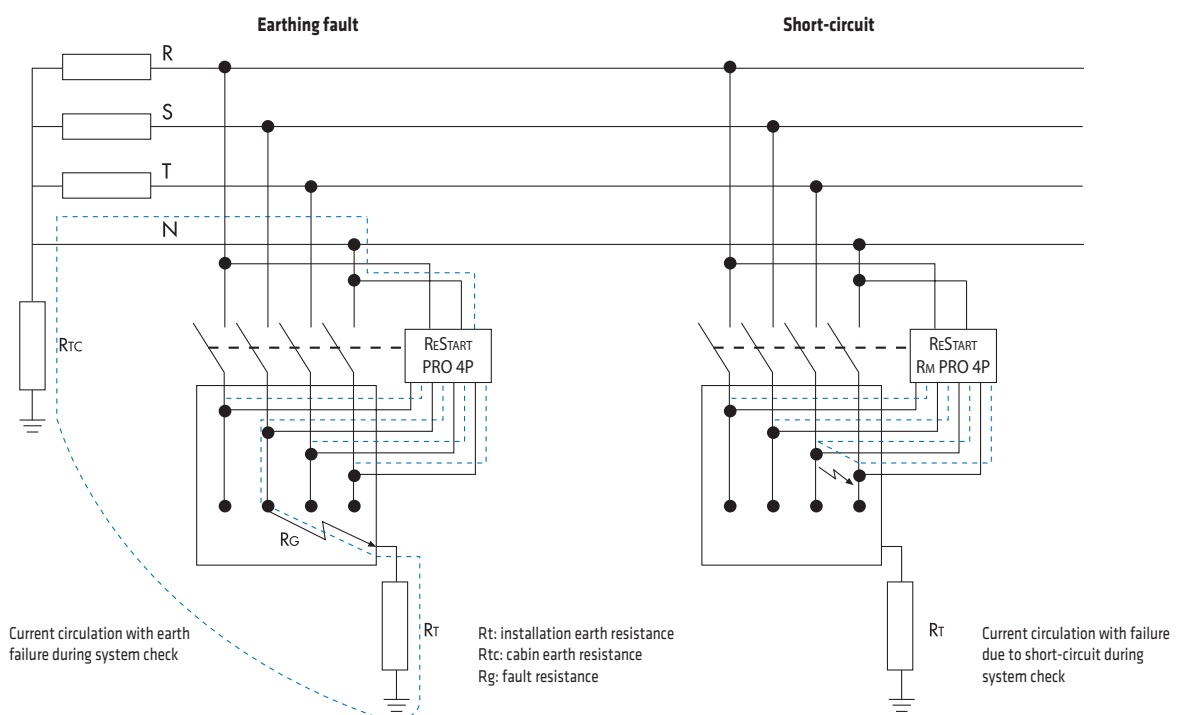 Earthing fault
Short-circuit
R
S
T
N
RTC
RESTART
PRO 4P
RESTART
RM PRO 4P
RG
RT
RT
Current circulation with earth
failure during system check
Rt: installation earth resistance
Rtc: cabin earth resistance
Rg: fault resistance
Current circulation with failure
due to short-circuit during
system check